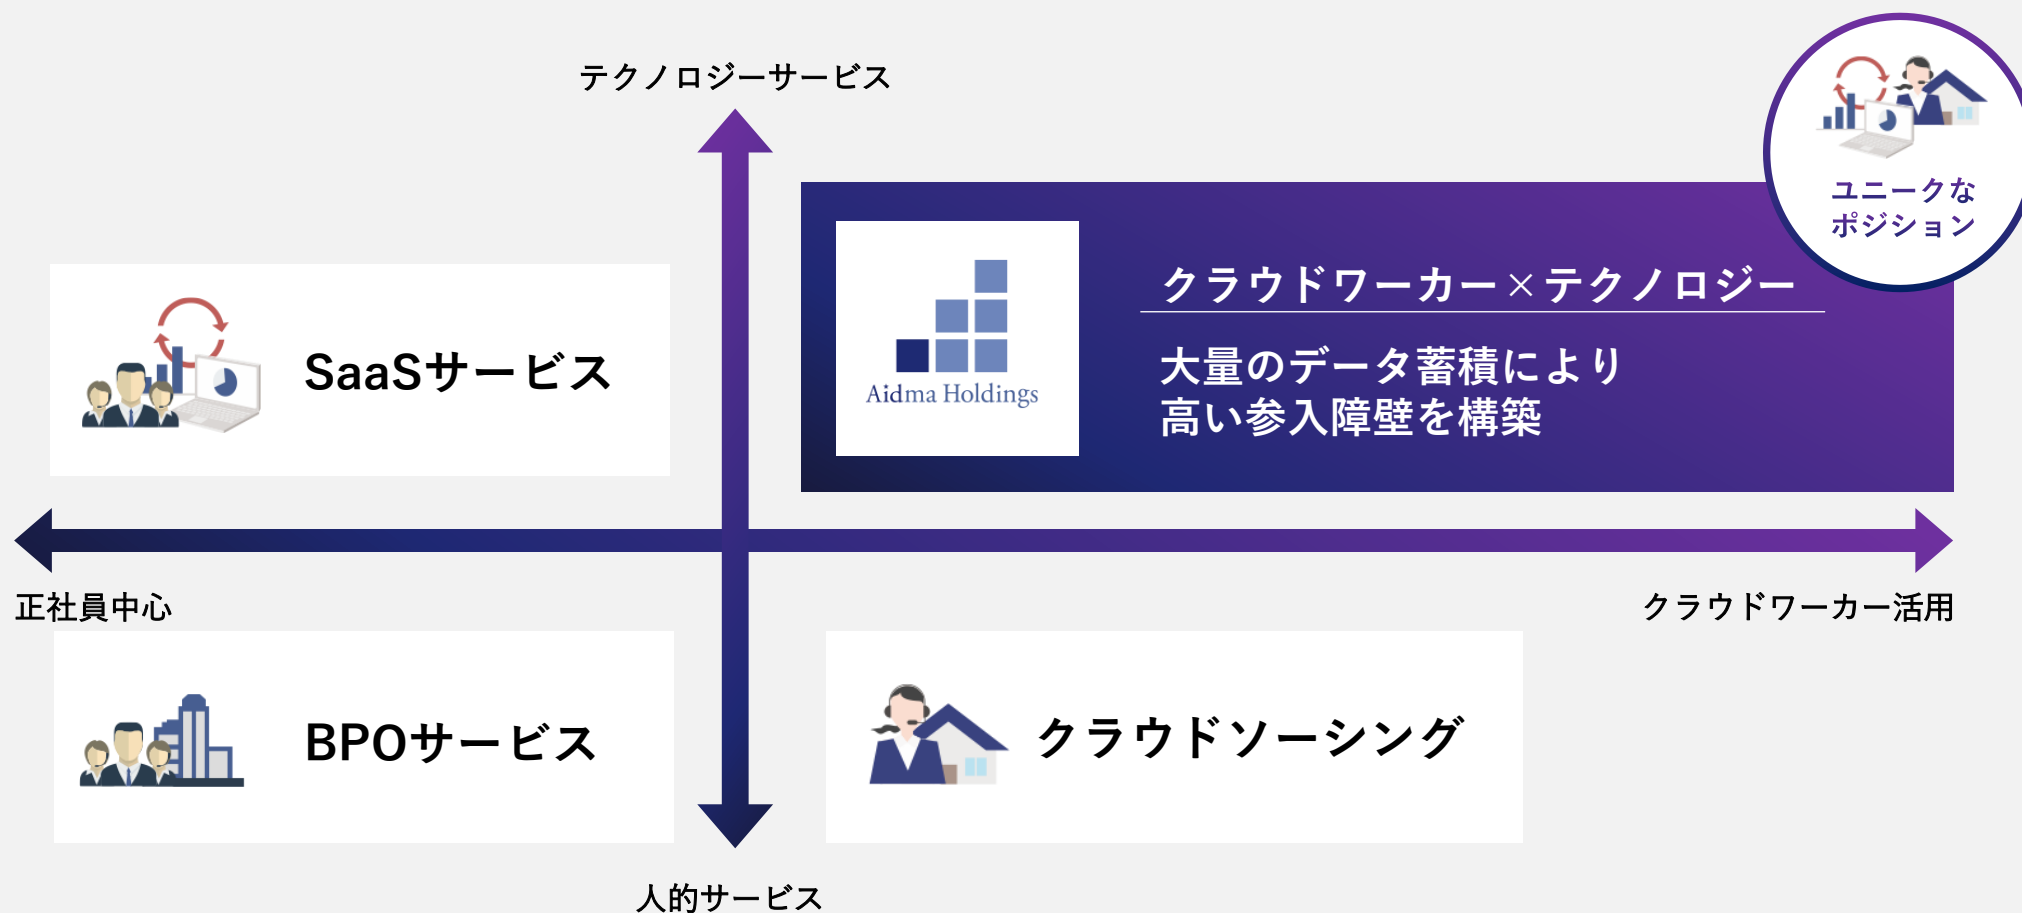 テクノロジーサービス
ユニークな
ポジション
クラウドワーカー×テクノロジー
大量のデータ蓄積により
高い参入障壁を構築
Aidma Holdings
SaaSサービス
正社員中心
クラウドワーカー活用
BPOサービス
クラウドソーシング
人的サービス